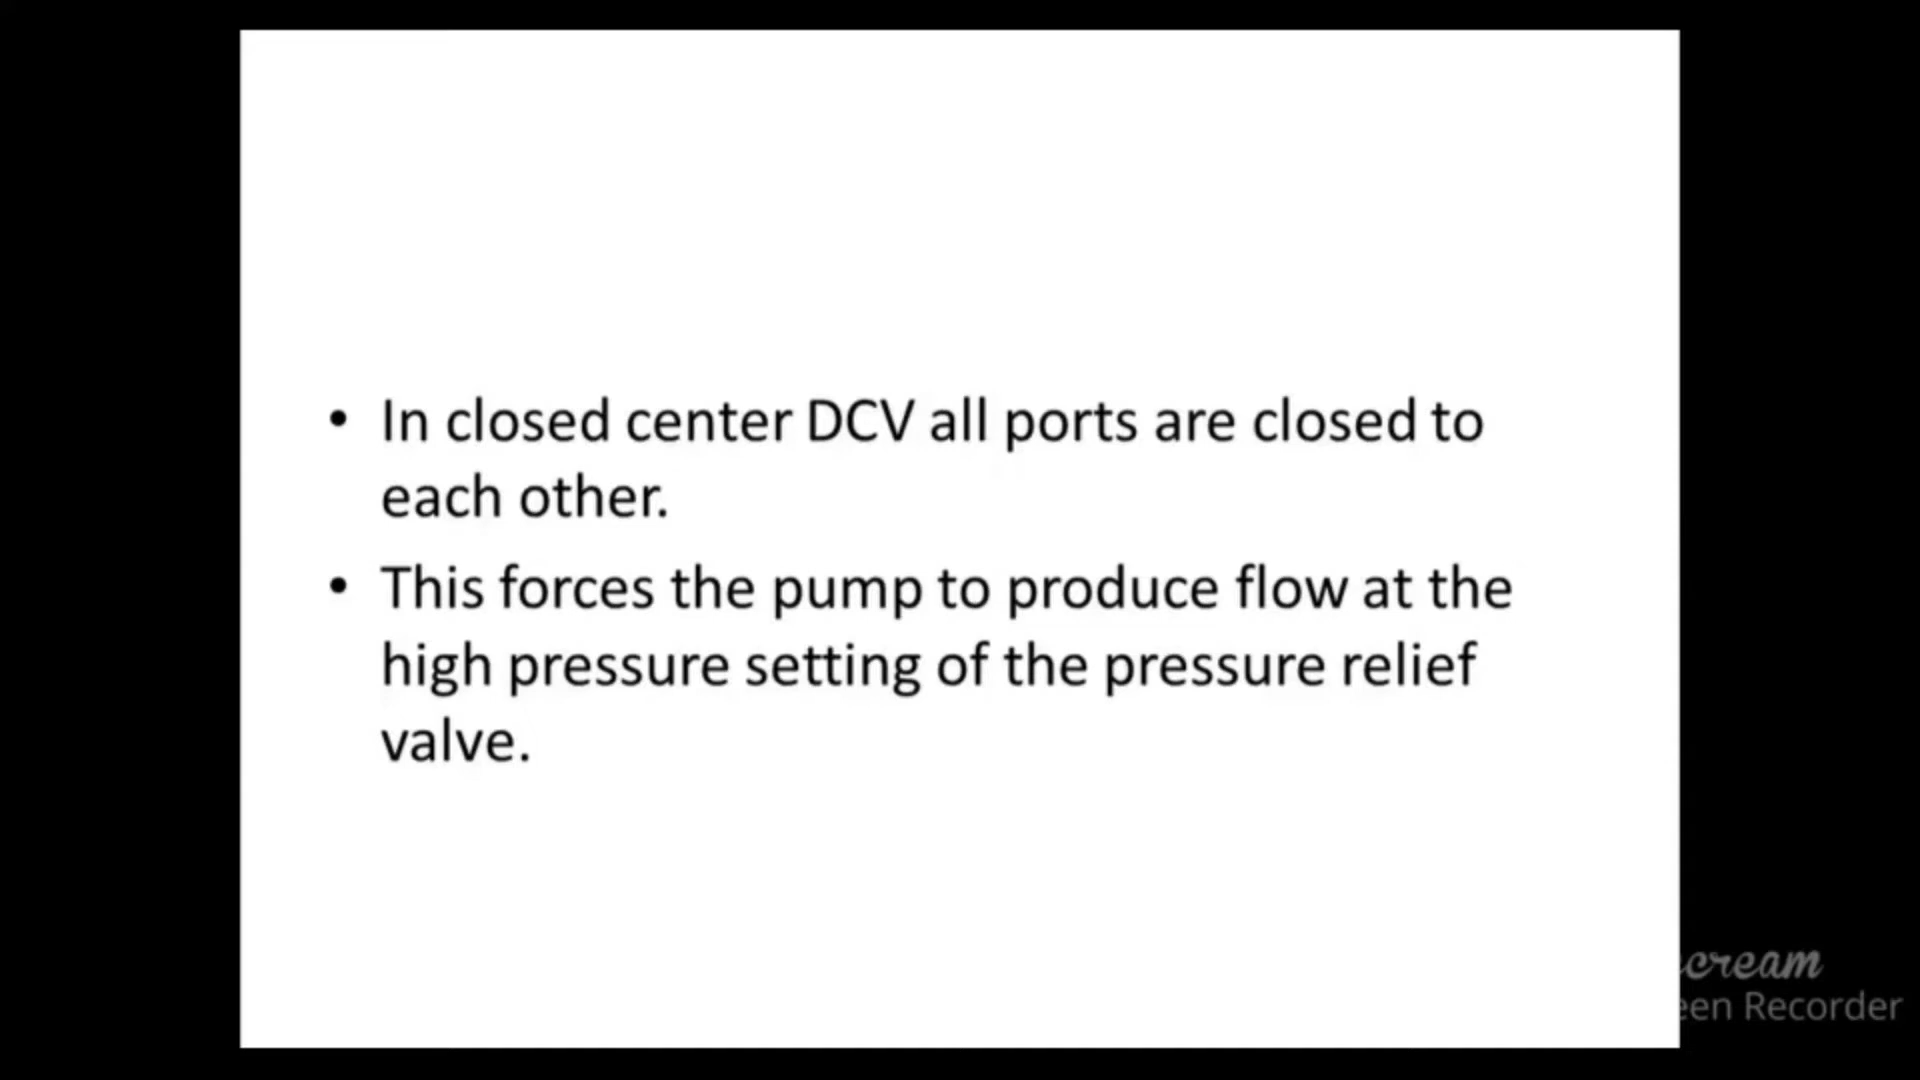 • In closed center DCV all ports are closed to
each other.
• This forces the pump to produce flow at the
high pressure setting of the pressure relief
valve.
cream
een Recorder